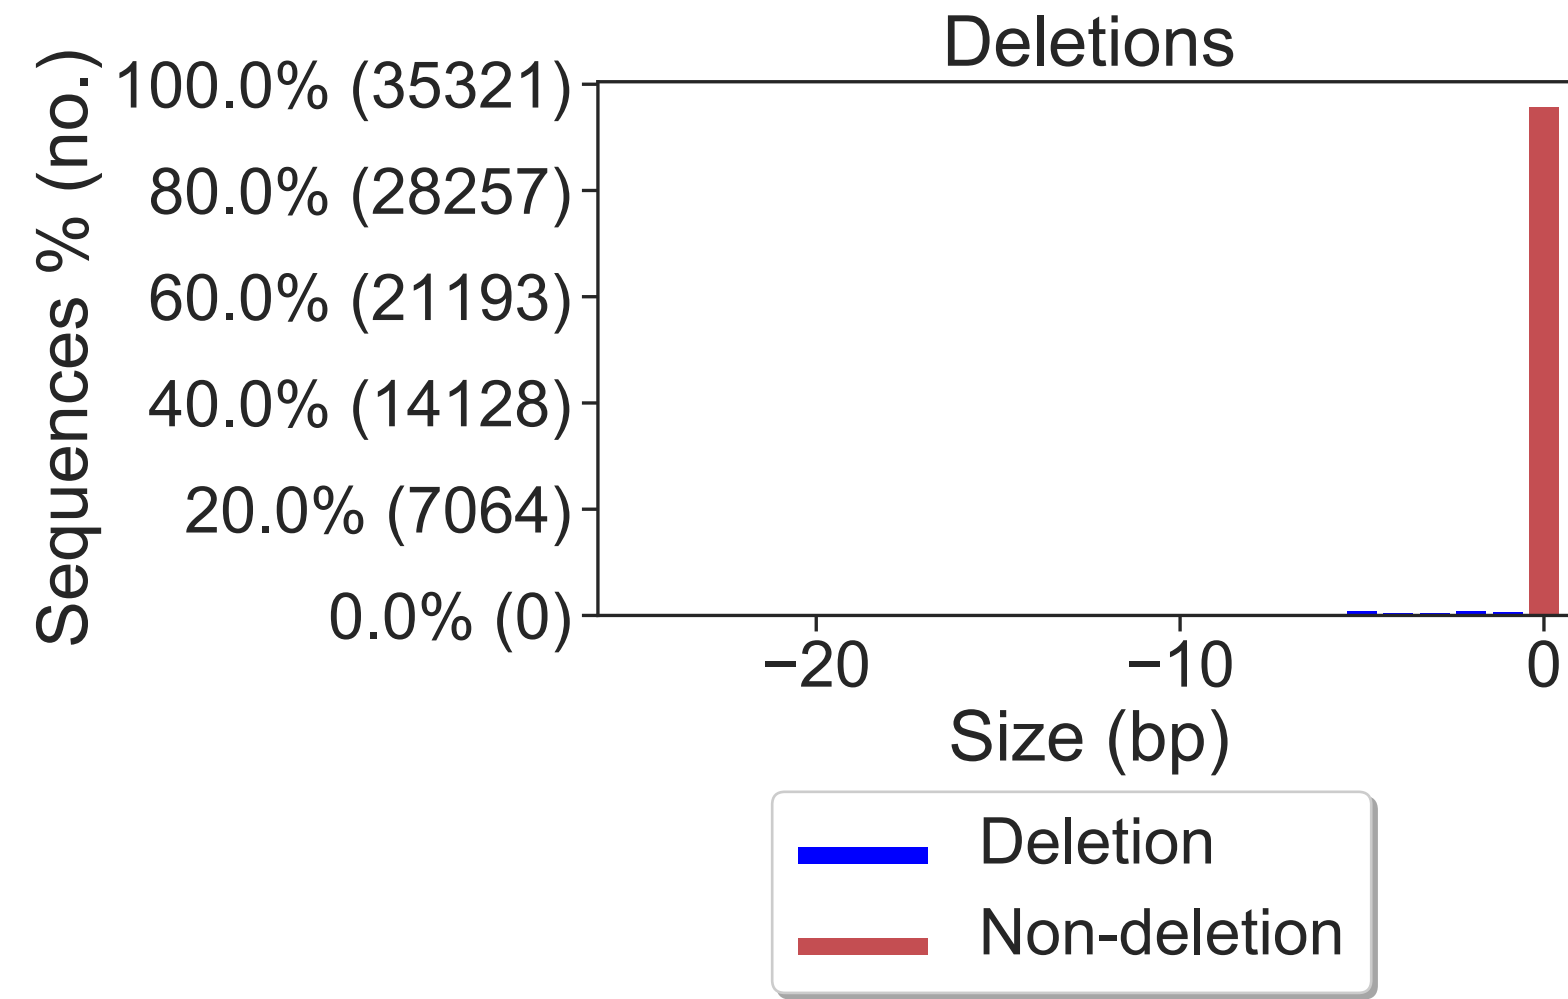 Deletions
Sequences % (no.)
100.0% (35321)
80.0% (28257)
60.0% (21193)
40.0% (14128)
20.0% (7064)
0.0% (0)
−20
−10
0
Size (bp)
Deletion
Non-deletion